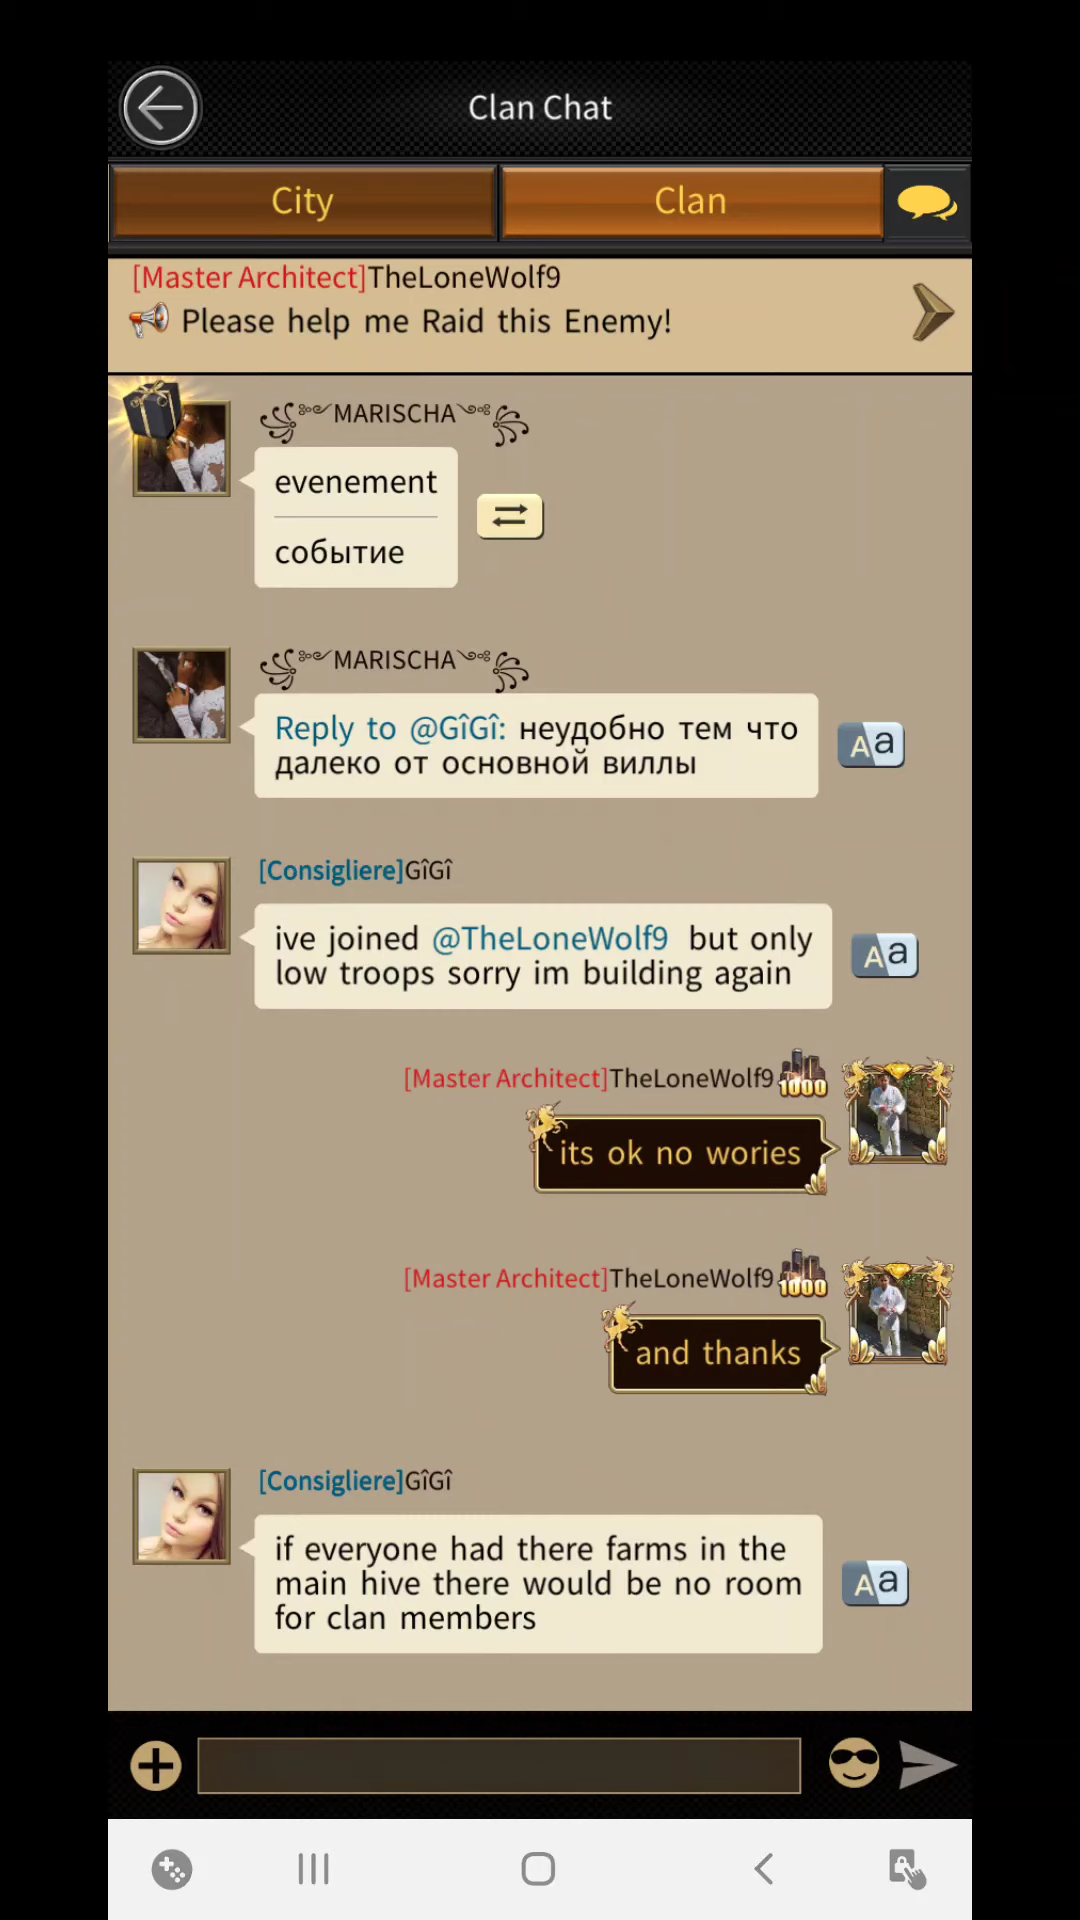 Clan Chat
City
Clan
[Master Architect]TheLoneWolf9
Please help me Raid this Enemy!
MARISCHA
evenement
событие
MARISCHA
Reply to @GîGî: неудобно тем что
далеко от основной виллы
Aa
[Consigliere]GîGî
ive joined @TheLoneWolf9 but only
low troops sorry im building again
Aa
[Master Architect]TheLoneWolf9
1000
its ok no wories
[Master Architect]TheLoneWolf9
1000
and thanks
[Consigliere]GîGî
if everyone had there farms in the
main hive there would be no room
for clan members
Aa